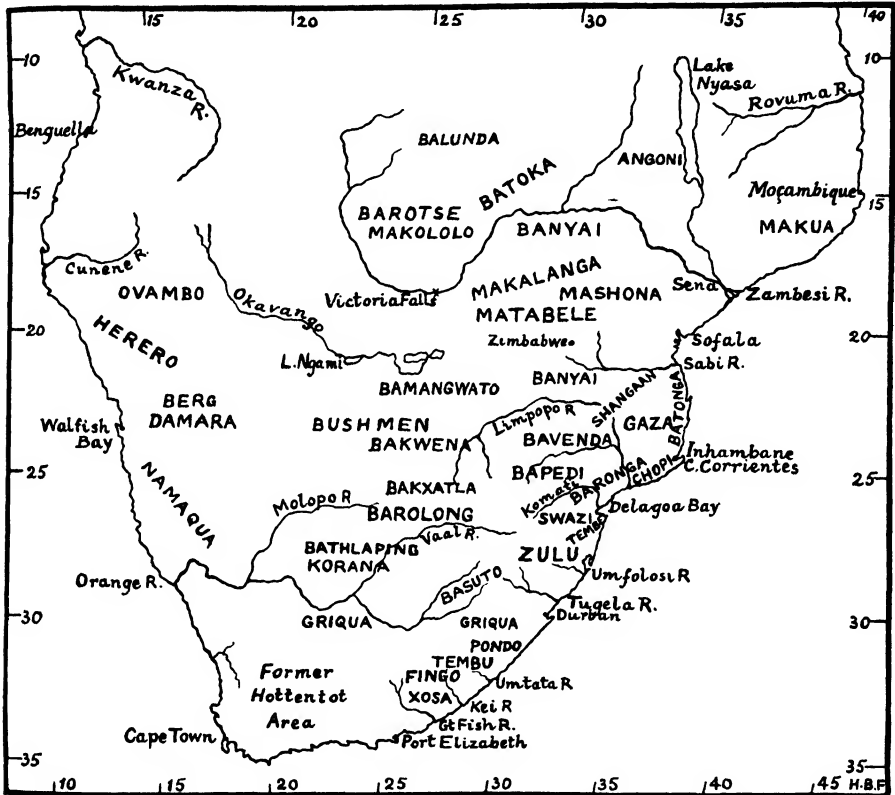 15 20 25 30 35 40
10 10
Lake
Nyasa
Kwanza
R.
Rovuma R.
Benguella
BALUNDA
ANGONI
BATOKA
Moçambique
15 15
BAROTSE
MAKOLOLO
BANYAI
MAKUA
Cunene R.
OVAMBO
Okavango
Victoria Falls
MAKALANGA
MASHONA
MATABELE
Sena
Zambesi R.
20 20
HERERO
Zimbabwe
Sofala
L. Ngami
Sabi R.
BAMANGWATO
BANYAI
SHANGAAN
BATONGA
BERG
DAMARA
Walfish
Bay
BUSHMEN
BAKWENA
Limpopo R
BAVENDA
GAZA
Inhambane
C. Corrientes
25 25
NAMAQUA
BAPEDI
BARONGA
CHOPI
BAKXATLA
Komati
Molopo R
BAROLONG
SWAZI
TEMBO
Delagoa Bay
BATHLAPING
KORANA
Vaal R.
ZULU
Orange R.
BASUTO
Umfolosi R
Tugela R.
Durban
30 30
GRIQUA
GRIQUA
PONDO
TEMBU
Former
Hottentot
Area
FINGO
XOSA
Umtata R
Kei R
Gt Fish R.
Cape Town
Port Elizabeth
35 35
10 15 20 25 30 35 40 45 H.B.F